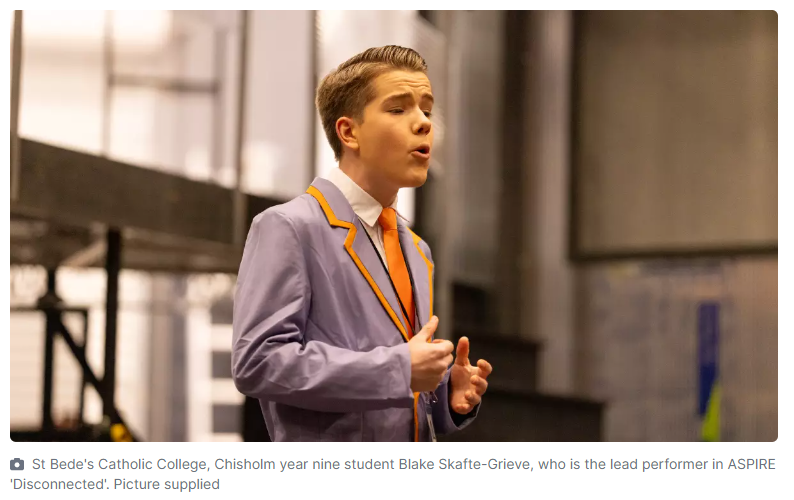 St Bede's Catholic College, Chisholm year nine student Blake Skafte-Grieve, who is the lead performer in ASPIRE
'Disconnected'. Picture supplied